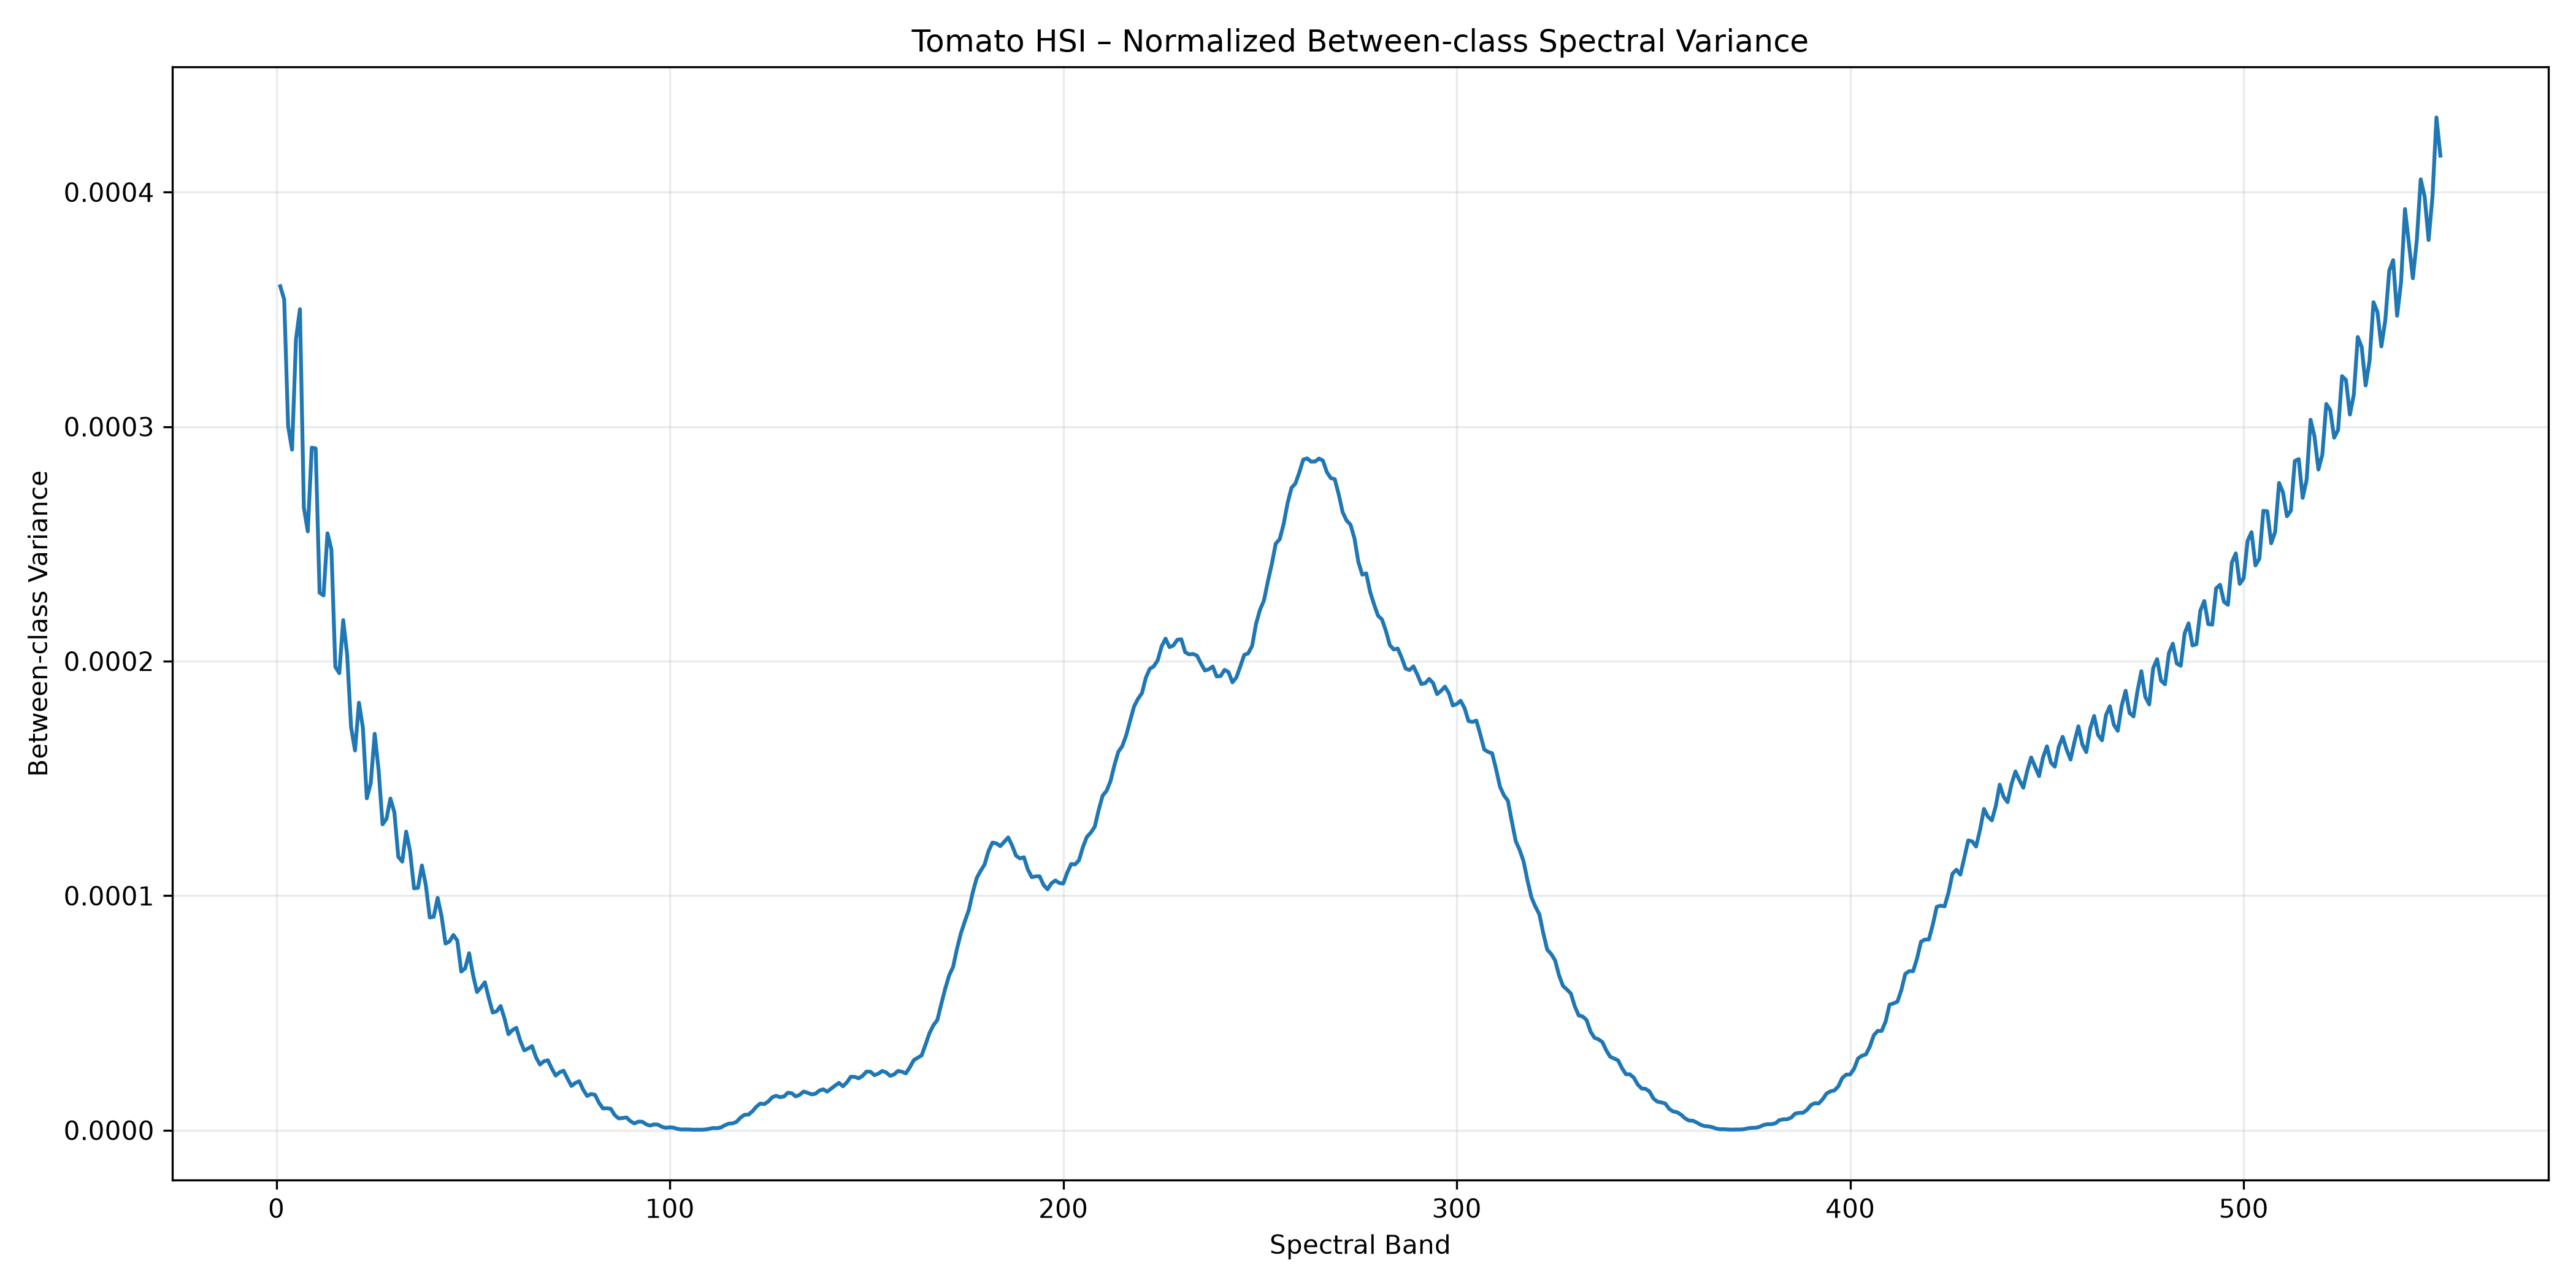 Tomato HSI – Normalized Between-class Spectral Variance
Between-class Variance
0.0004
0.0003
0.0002
0.0001
0.0000
0 100 200 300 400 500
Spectral Band